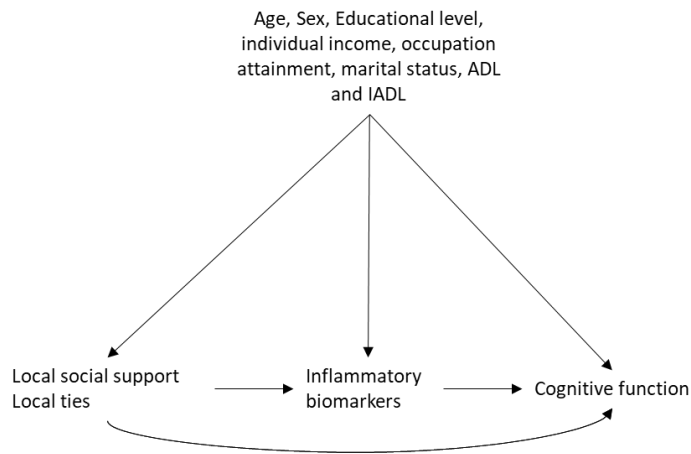 Age, Sex, Educational level,
individual income, occupation
attainment, marital status, ADL
and IADL
Local social support
Local ties
Inflammatory
biomarkers
Cognitive function